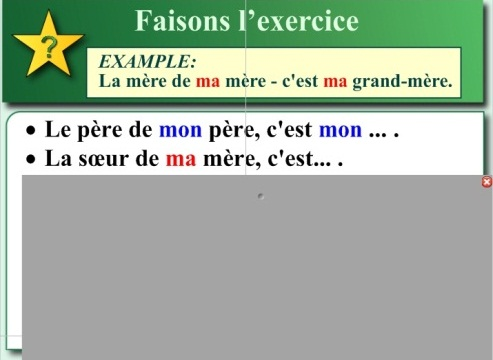 Faisons l’exercice
?
EXAMPLE:
La mère de ma mère - c'est ma grand-mère.
• Le père de mon père, c'est mon ... .
• La sœur de ma mère, c'est... .